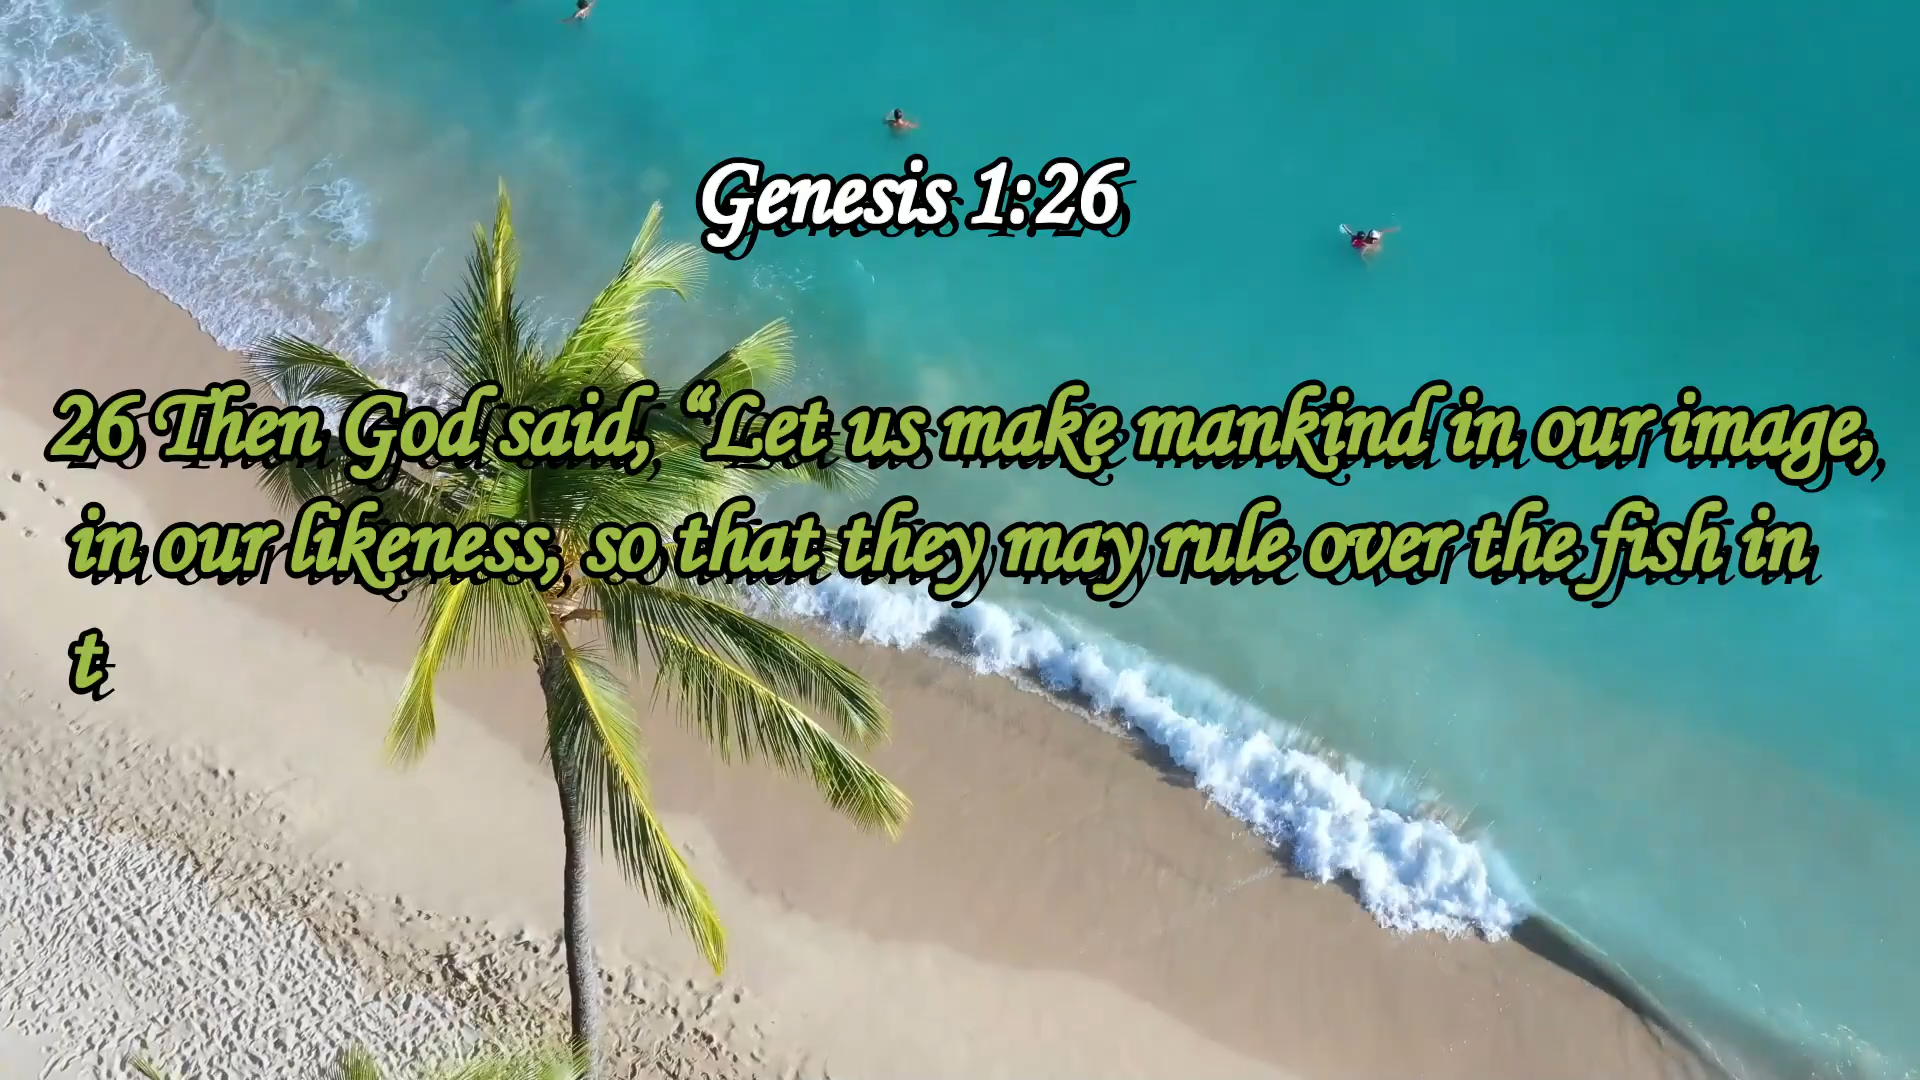 Genesis 1:26
26 Then God said, “Let us make mankind in our image,
in our likeness, so that they may rule over the fish in
t